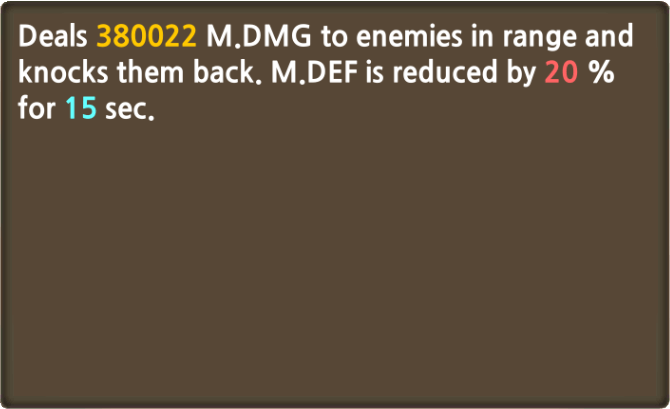 Deals 380022 M.DMG to enemies in range and
knocks them back. M.DEF is reduced by 20 %
for 15 sec.